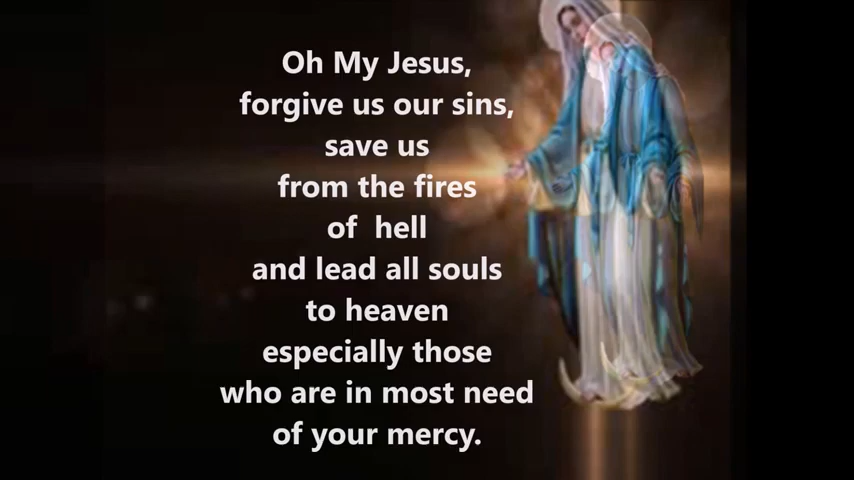 Oh My Jesus,
forgive us our sins,
save us
from the fires
of hell
and lead all souls
to heaven
especially those
who are in most need
of your mercy.